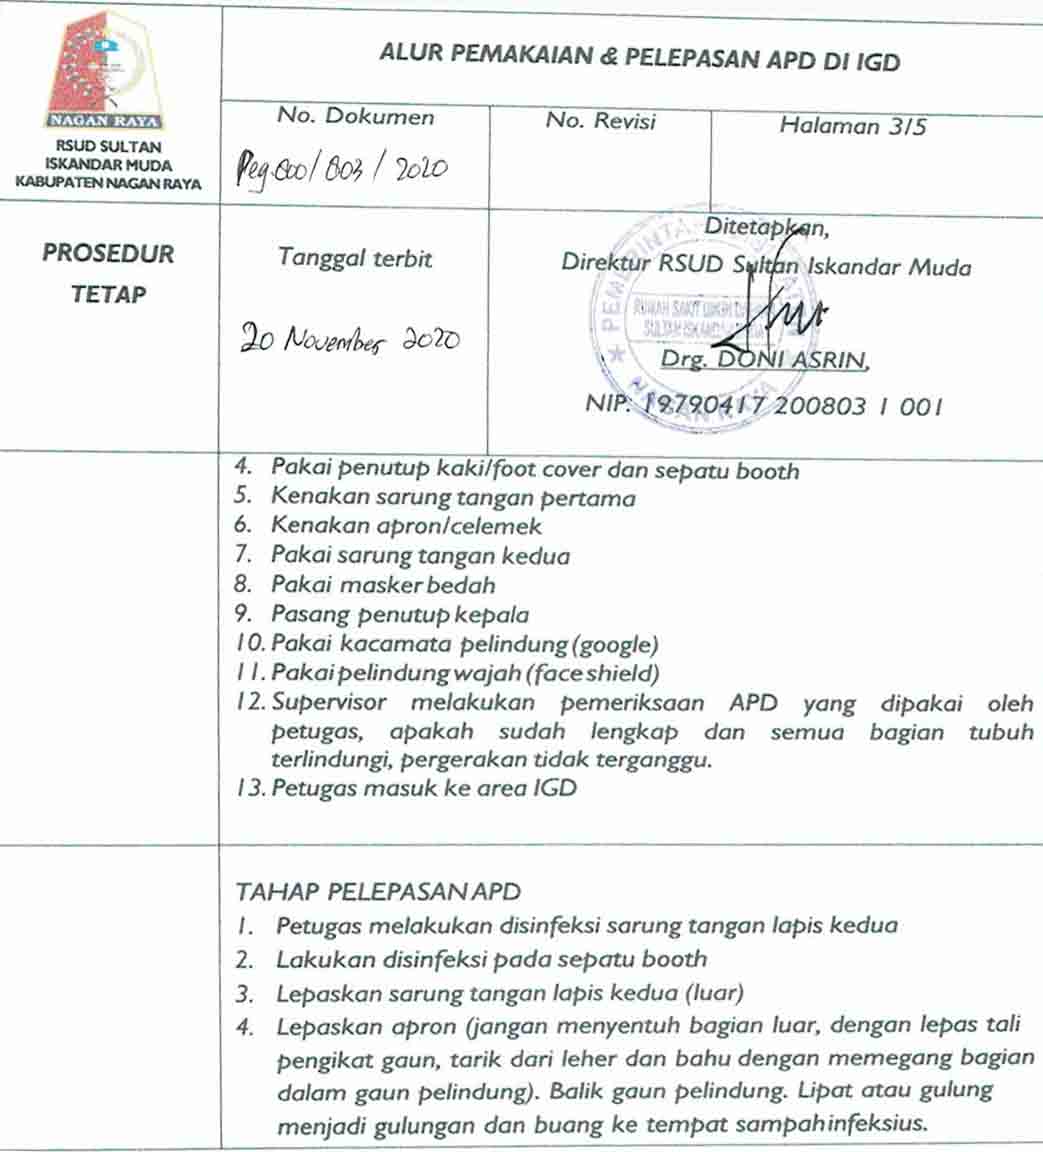 NAGAN RAYA
RSUD SULTAN
ISKANDAR MUDA
KABUPATEN NAGAN RAYA
ALUR PEMAKAIAN & PELEPASAN APD DI IGD
No. Dokumen
Peg.800/803/2020
No. Revisi
Halaman 3/5
PROSEDUR
TETAP
Tanggal terbit
20 November 2020
Ditetapkan,
Direktur RSUD Sultan Iskandar Muda
Drg. DONI ASRIN,
NIP. 19790417 200803 1 001
PEMERINTA
RUMAH SAKIT UMUM
SULTAN ISKANDA
NAGAN RAYA
4. Pakai penutup kaki/foot cover dan sepatu booth
5. Kenakan sarung tangan pertama
6. Kenakan apron/celemek
7. Pakai sarung tangan kedua
8. Pakai masker bedah
9. Pasang penutup kepala
10. Pakai kacamata pelindung (google)
11. Pakai pelindung wajah (face shield)
12. Supervisor melakukan pemeriksaan APD yang dipakai oleh
petugas, apakah sudah lengkap dan semua bagian tubuh
terlindungi, pergerakan tidak terganggu.
13. Petugas masuk ke area IGD
TAHAP PELEPASAN APD
1. Petugas melakukan disinfeksi sarung tangan lapis kedua
2. Lakukan disinfeksi pada sepatu booth
3. Lepaskan sarung tangan lapis kedua (luar)
4. Lepaskan apron (jangan menyentuh bagian luar, dengan lepas tali
pengikat gaun, tarik dari leher dan bahu dengan memegang bagian
dalam gaun pelindung). Balik gaun pelindung. Lipat atau gulung
menjadi gulungan dan buang ke tempat sampah infeksius.